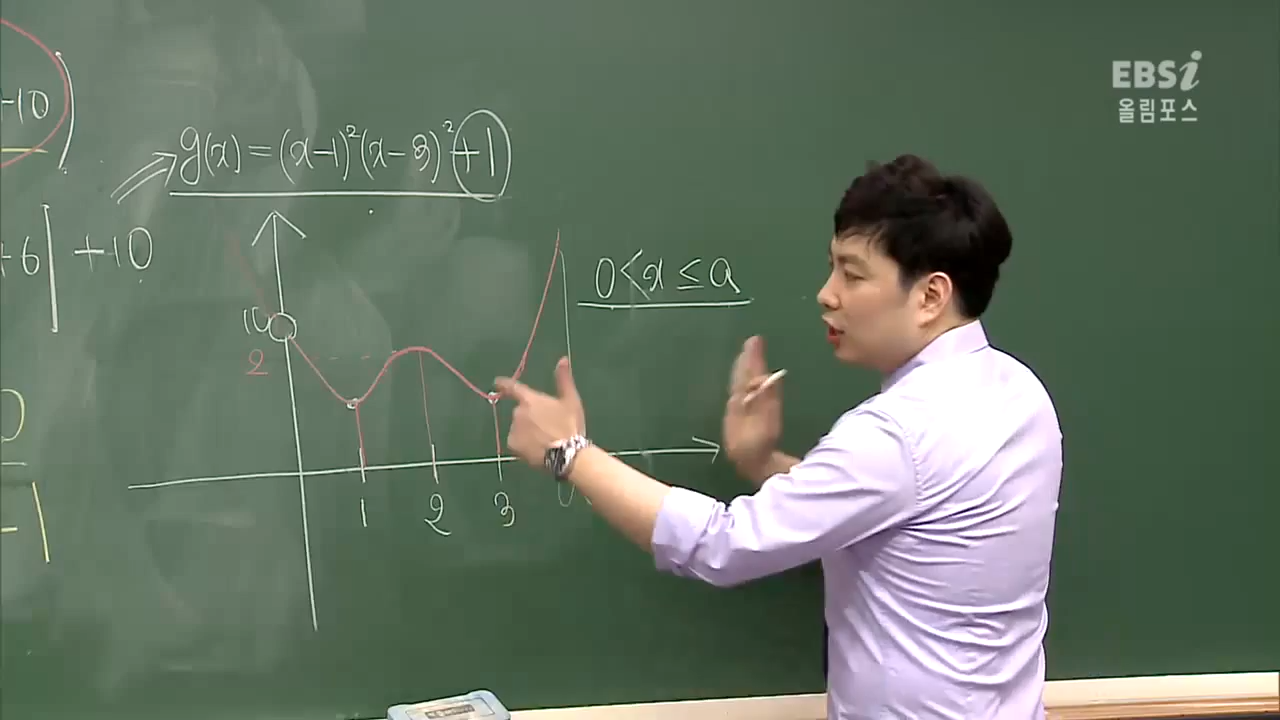 EBSi
올림포스
-10)
g(x) = (x-1)²(x-3)² +1
+6| +10
0<x≤a
10
2
1 2 3
-1